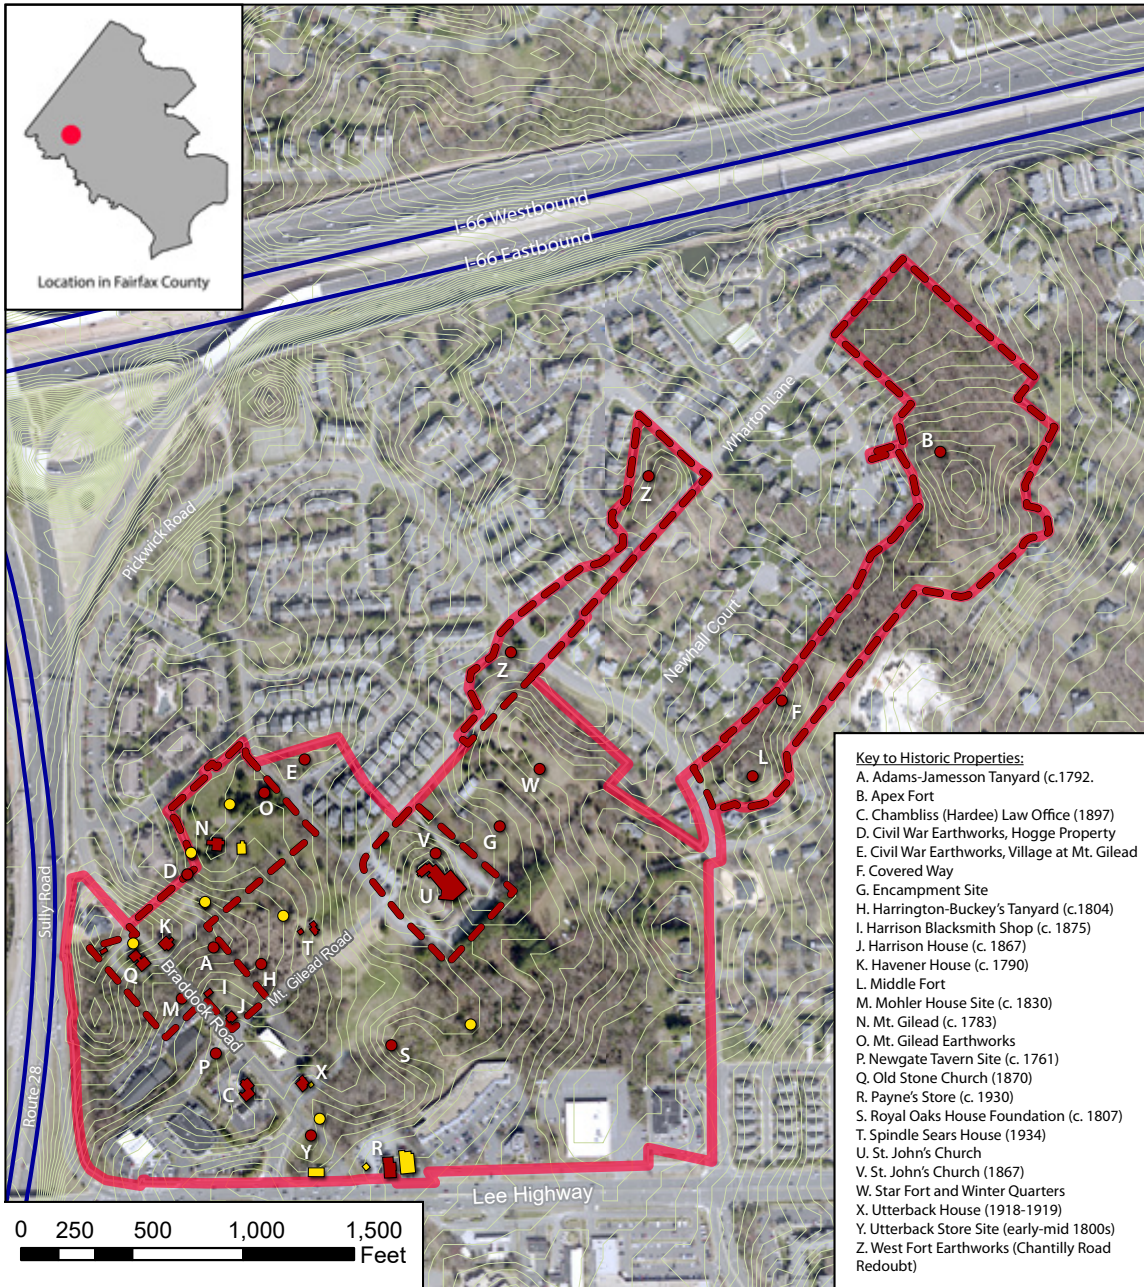 Location in Fairfax County
I-66 Westbound
I-66 Eastbound
Wharton Lane
B
Z
Pickwick Road
Newhall Court
Z
F
L
E
W
O
N
V
G
D
U
Sully Road
K
T
Q
A
H
Mt. Gilead Road
Braddock Road
I
M
J
P
S
X
C
Route 28
Y
R
Lee Highway
0 250 500 1,000 1,500
Feet
Key to Historic Properties:
A. Adams-Jamesson Tanyard (c.1792.
B. Apex Fort
C. Chambliss (Hardee) Law Office (1897)
D. Civil War Earthworks, Hogge Property
E. Civil War Earthworks, Village at Mt. Gilead
F. Covered Way
G. Encampment Site
H. Harrington-Buckey's Tanyard (c.1804)
I. Harrison Blacksmith Shop (c. 1875)
J. Harrison House (c. 1867)
K. Havener House (c. 1790)
L. Middle Fort
M. Mohler House Site (c. 1830)
N. Mt. Gilead (c. 1783)
O. Mt. Gilead Earthworks
P. Newgate Tavern Site (c. 1761)
Q. Old Stone Church (1870)
R. Payne's Store (c. 1930)
S. Royal Oaks House Foundation (c. 1807)
T. Spindle Sears House (1934)
U. St. John's Church
V. St. John's Church (1867)
W. Star Fort and Winter Quarters
X. Utterback House (1918-1919)
Y. Utterback Store Site (early-mid 1800s)
Z. West Fort Earthworks (Chantilly Road
Redoubt)